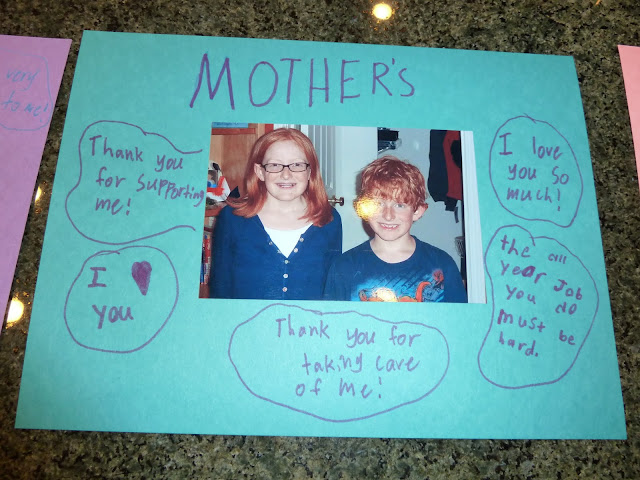 very
MOTHER's
Thank you
for supporting
me!
I love
you so
much!
I ♥
you
the all
year job
you do
must be
hard.
Thank you for
taking care
of me!